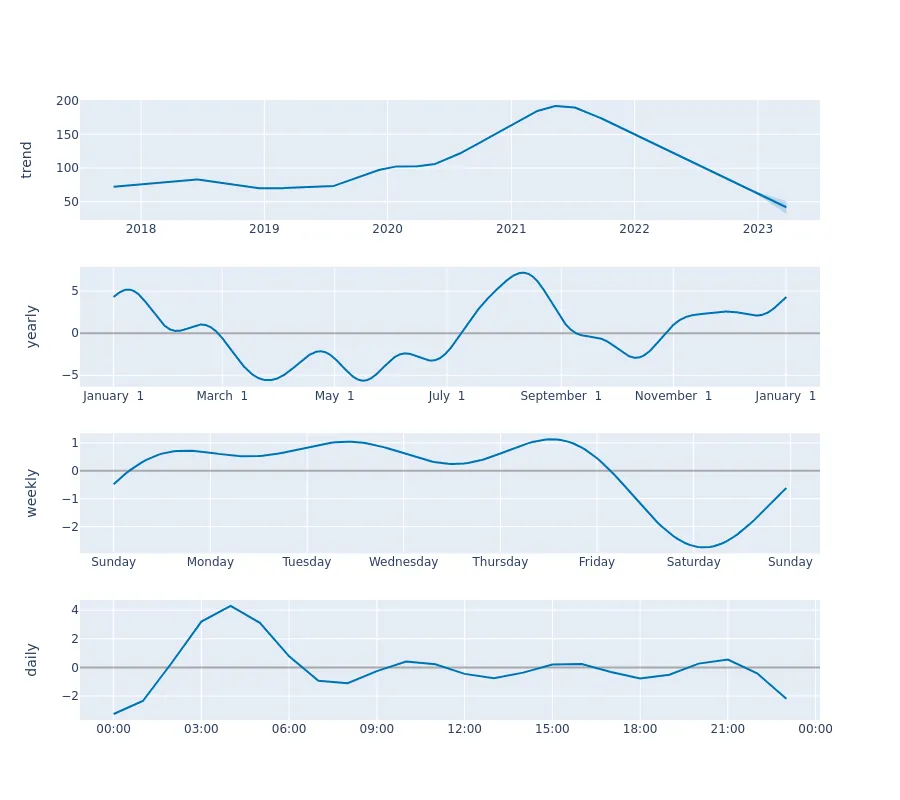 trend
200
150
100
50
2018 2019 2020 2021 2022 2023
yearly
5
0
−5
January 1 March 1 May 1 July 1 September 1 November 1 January 1
weekly
1
0
−1
−2
Sunday Monday Tuesday Wednesday Thursday Friday Saturday Sunday
daily
4
2
0
−2
00:00 03:00 06:00 09:00 12:00 15:00 18:00 21:00 00:00